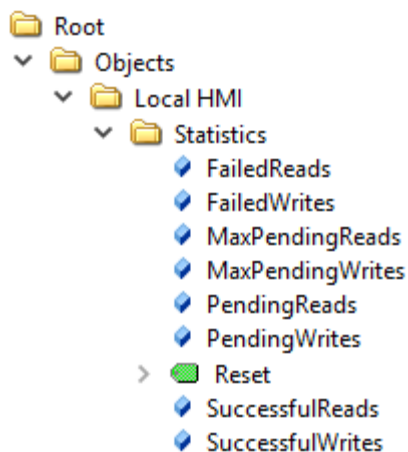 Root
Objects
Local HMI
Statistics
FailedReads
FailedWrites
MaxPendingReads
MaxPendingWrites
PendingReads
PendingWrites
Reset
SuccessfulReads
SuccessfulWrites